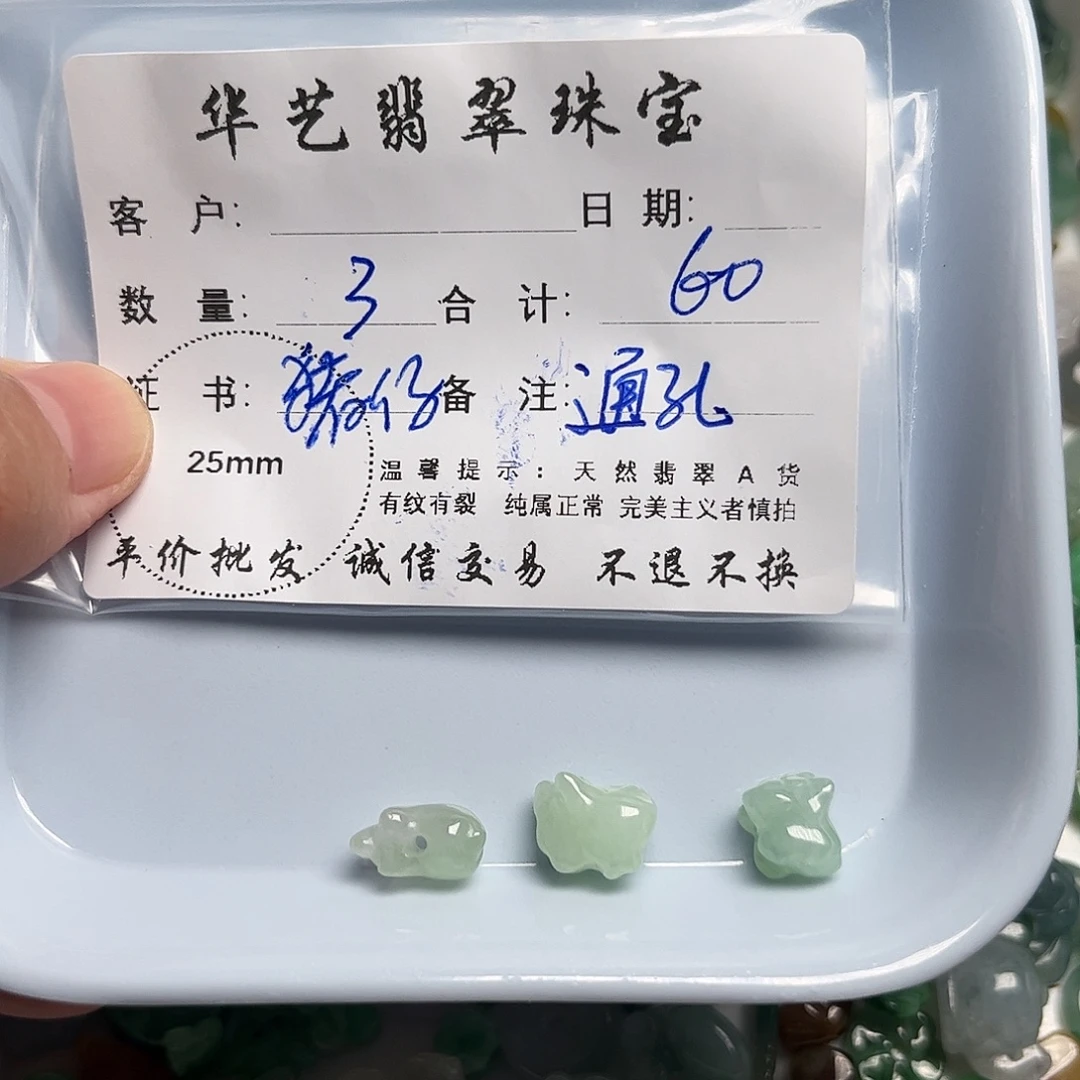 华艺翡翠珠宝
客 户: 日 期:
数 量: 3 合 计: 60
证 书: 猪仔 备 注: 通孔
25mm
温馨提示:天然翡翠A货
有纹有裂 纯属正常 完美主义者慎拍
平价批发 诚信交易 不退不换